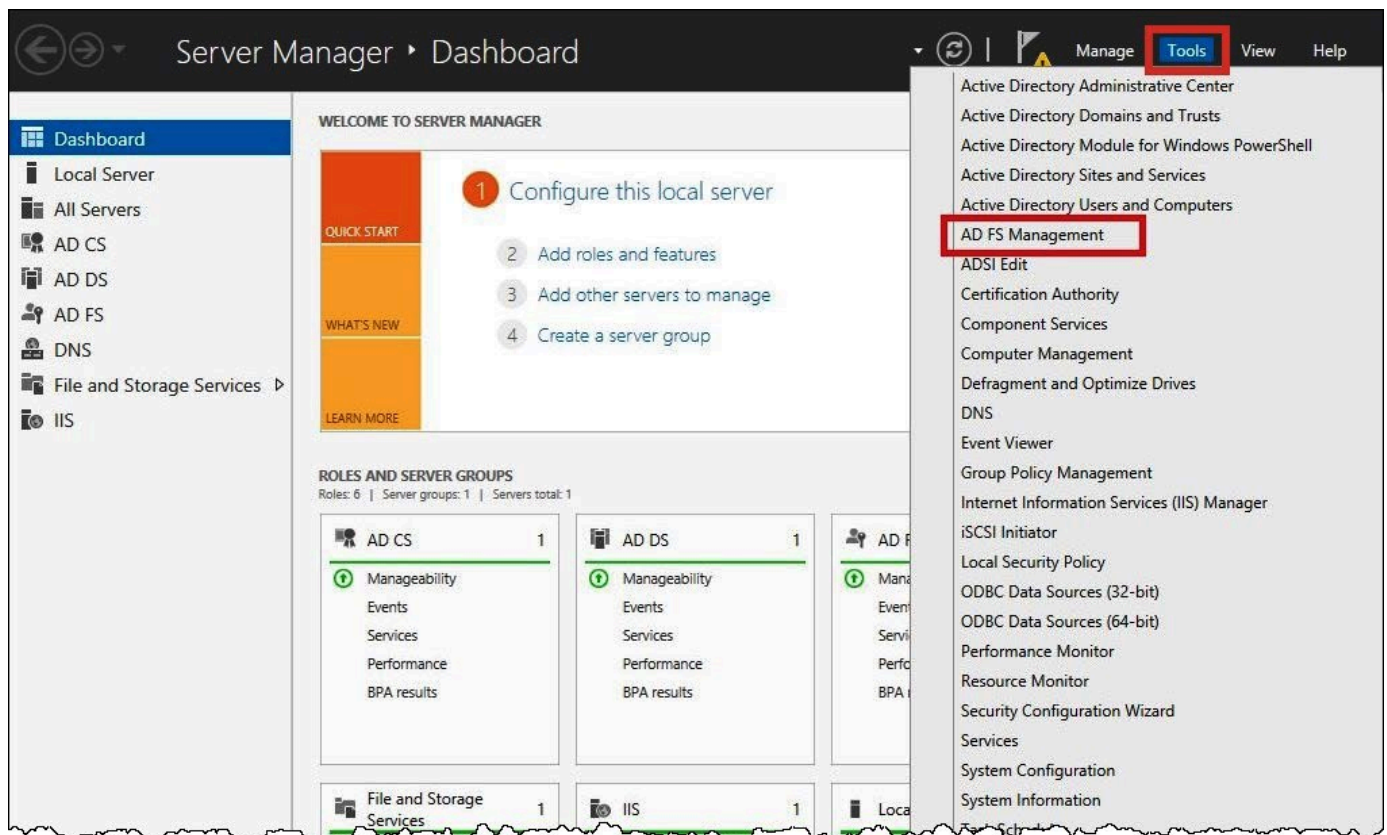 Server Manager ‣ Dashboard
Manage Tools View Help
Dashboard
Local Server
All Servers
AD CS
AD DS
AD FS
DNS
File and Storage Services
IIS
WELCOME TO SERVER MANAGER
QUICK START
WHAT'S NEW
LEARN MORE
1 Configure this local server
2 Add roles and features
3 Add other servers to manage
4 Create a server group
ROLES AND SERVER GROUPS
Roles: 6 | Server groups: 1 | Servers total: 1
AD CS 1
Manageability
Events
Services
Performance
BPA results
AD DS 1
Manageability
Events
Services
Performance
BPA results
AD F
Mana
Even
Servi
Perfo
BPA r
File and Storage
Services 1
IIS 1
Loca
Active Directory Administrative Center
Active Directory Domains and Trusts
Active Directory Module for Windows PowerShell
Active Directory Sites and Services
Active Directory Users and Computers
AD FS Management
ADSI Edit
Certification Authority
Component Services
Computer Management
Defragment and Optimize Drives
DNS
Event Viewer
Group Policy Management
Internet Information Services (IIS) Manager
iSCSI Initiator
Local Security Policy
ODBC Data Sources (32-bit)
ODBC Data Sources (64-bit)
Performance Monitor
Resource Monitor
Security Configuration Wizard
Services
System Configuration
System Information